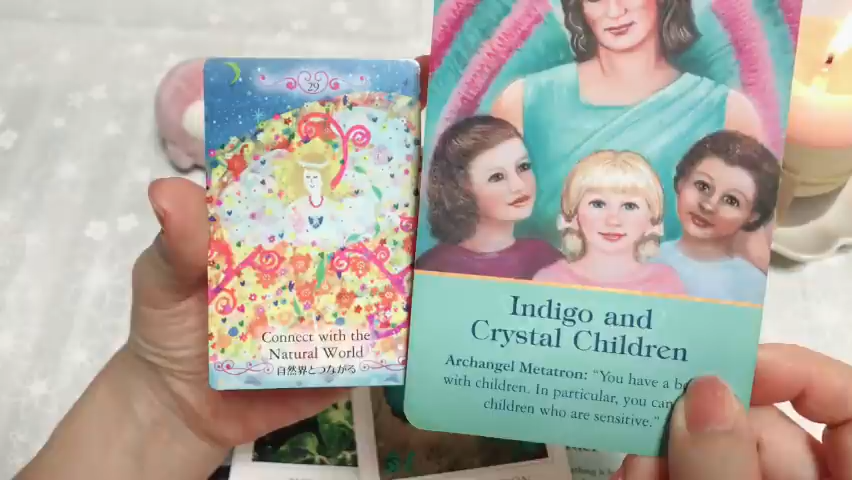 29
Connect with the
Natural World
自然界とつながる
Indigo and
Crystal Children
Archangel Metatron: "You have a
with children. In particular, you can
children who are sensitive."